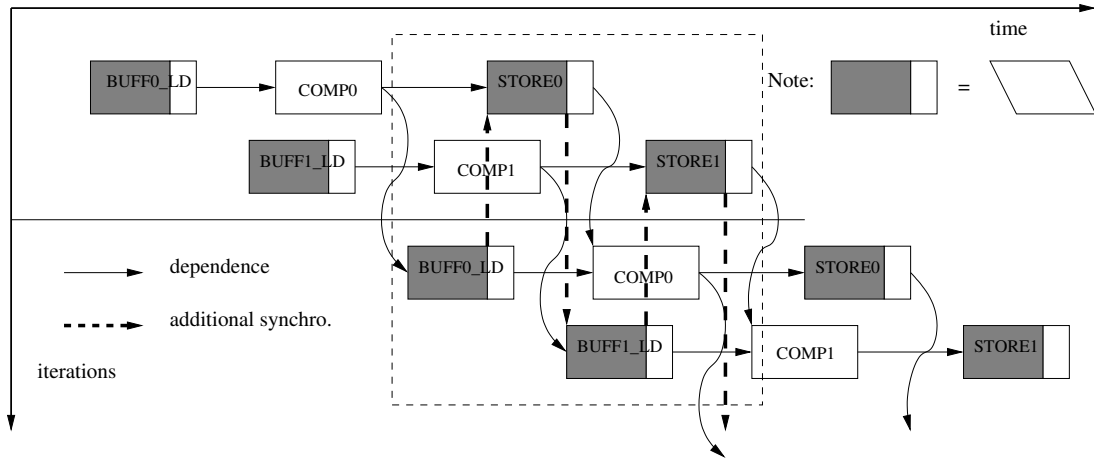 time
BUFF0_LD
COMP0
STORE0
Note:
=
BUFF1_LD
COMP1
STORE1
dependence
BUFF0_LD
COMP0
STORE0
additional synchro.
BUFF1_LD
COMP1
STORE1
iterations